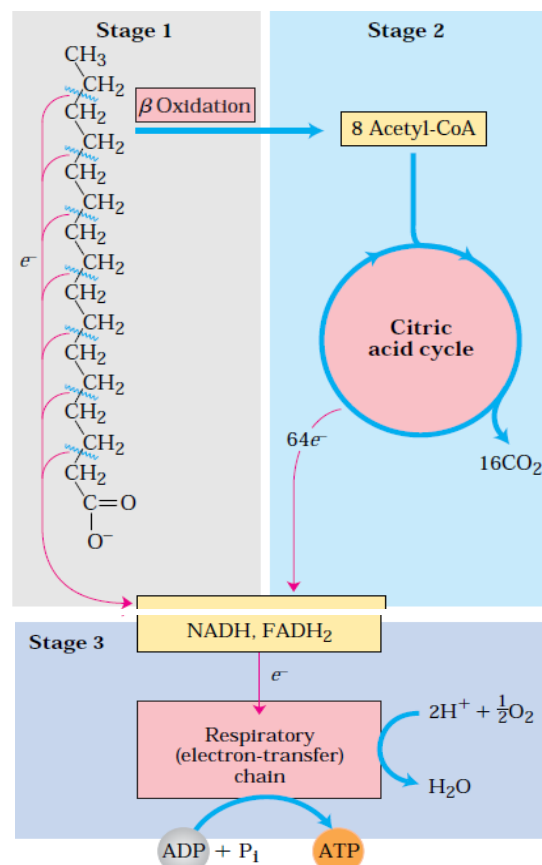 Stage 1
CH₃
CH₂
CH₂
CH₂
CH₂
CH₂
CH₂
CH₂
CH₂
CH₂
CH₂
CH₂
CH₂
CH₂
CH₂
C=O
O⁻
e⁻
β Oxidation
Stage 2
8 Acetyl-CoA
Citric
acid cycle
64e⁻
16CO₂
Stage 3
NADH, FADH₂
e⁻
Respiratory
(electron-transfer)
chain
2H⁺ + ½O₂
H₂O
ADP + Pᵢ
ATP